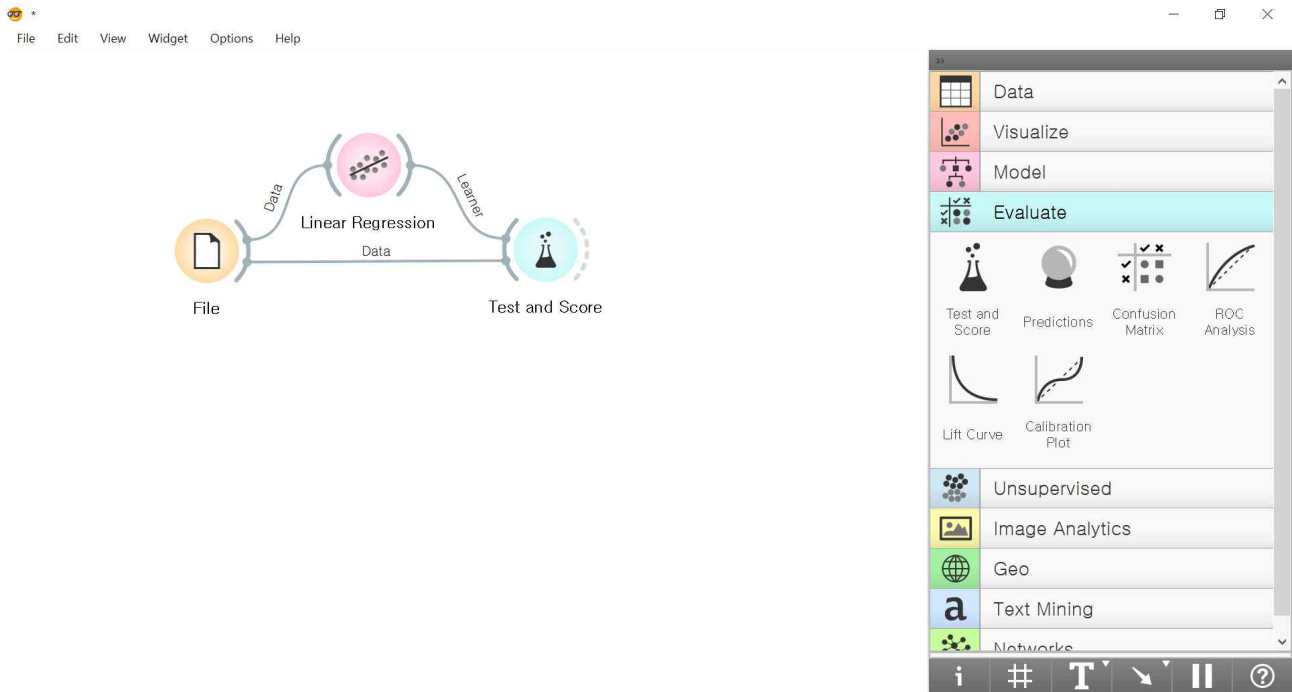 *
File Edit View Widget Options Help
»
Data
Visualize
Model
Evaluate
Test and
Score
Predictions
Confusion
Matrix
ROC
Analysis
Lift Curve
Calibration
Plot
Unsupervised
Image Analytics
Geo
a
Text Mining
Networks
i # T ?
Data
Learner
Linear Regression
Data
File
Test and Score